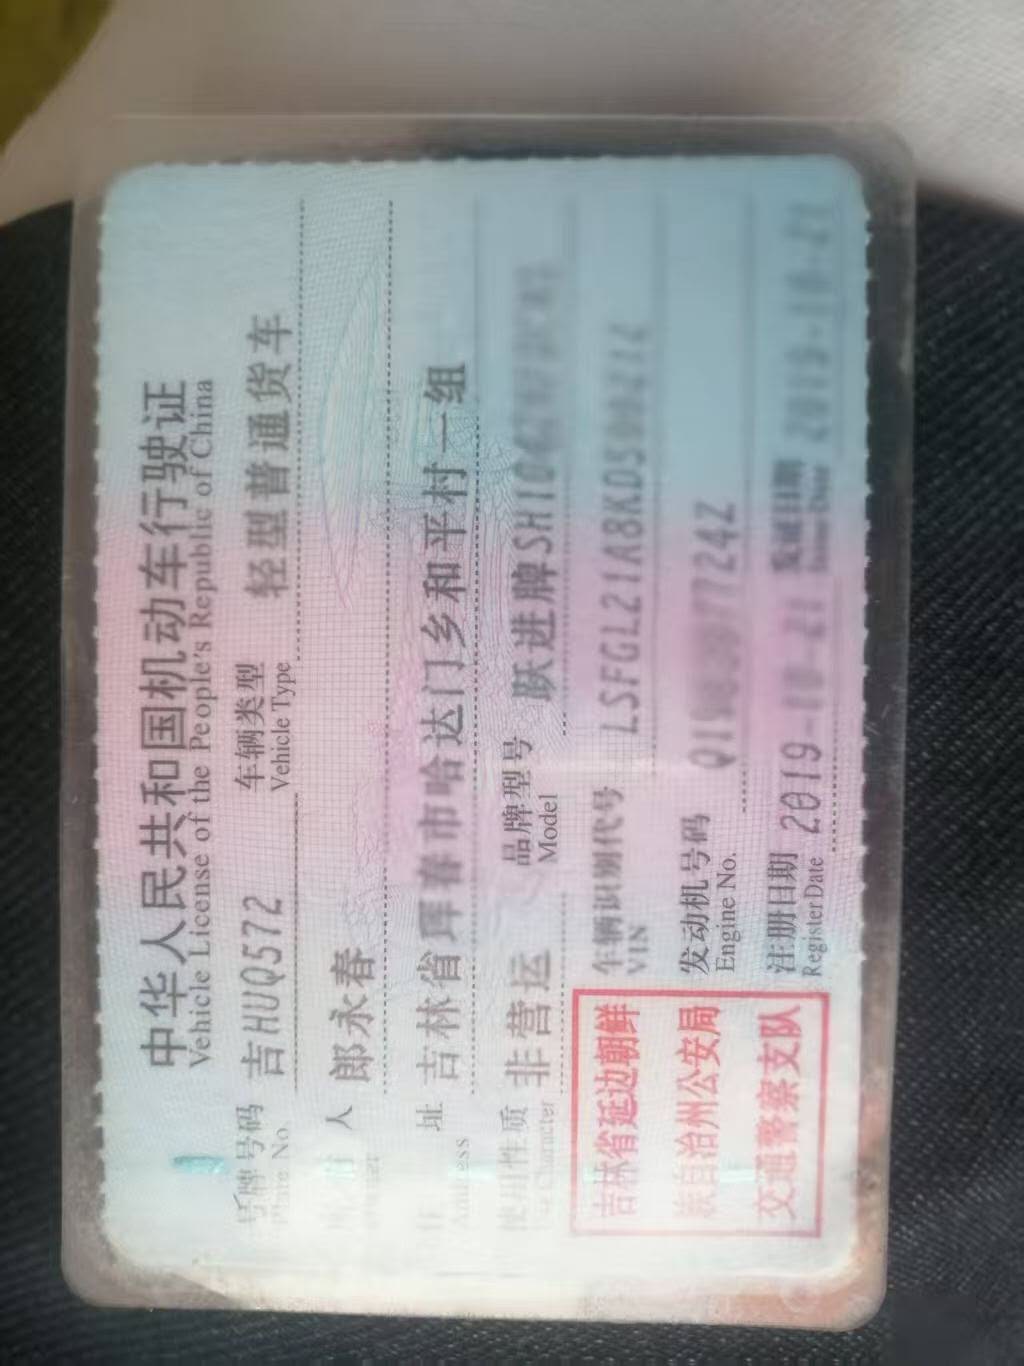 中华人民共和国机动车行驶证
Vehicle License of the People's Republic of China
号牌号码 吉HUQ572 车辆类型 轻型普通货车
Plate No. Vehicle Type
人 郎永春
址 吉林省珲春市哈达门乡和平村一组
Address
使用性质 非营运 品牌型号 跃进牌
Use Character Model
车辆识别代号
VIN
发动机号码
Engine No.
注册日期 发证日期
Register Date 2019-10-21 Issue Date 2019-10-21
吉林省延边朝鲜
族自治州公安局
交通警察支队